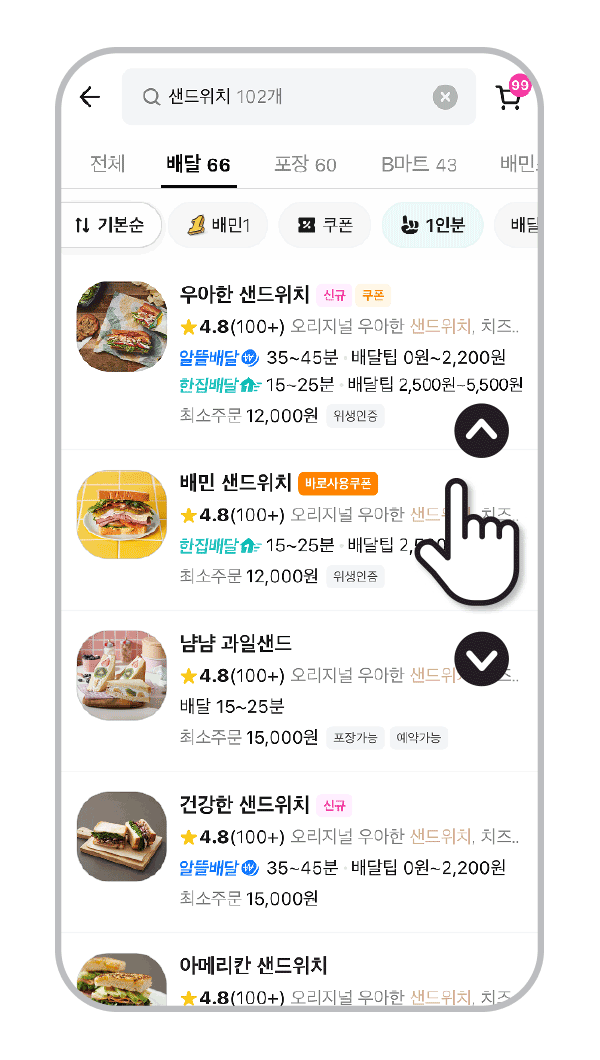 샌드위치 102개
99
전체 배달 66 포장 60 B마트 43 배민
기본순 배민1 쿠폰 1인분 배달
우아한 샌드위치 신규 쿠폰
4.8(100+) 오리지널 우아한 샌드위치, 치즈..
알뜰배달 35~45분 · 배달팁 0원~2,200원
한집배달 15~25분 · 배달팁 2,500원~5,500원
최소주문 12,000원 위생인증
배민 샌드위치 바로사용쿠폰
4.8(100+) 오리지널 우아한 샌드 치즈..
한집배달 15~25분 · 배달팁
최소주문 12,000원 위생인증
냠냠 과일샌드
4.8(100+) 오리지널 우아한 샌드
배달 15~25분
최소주문 15,000원 포장가능 예약가능
건강한 샌드위치 신규
4.8(100+) 오리지널 우아한 샌드위치, 치즈..
알뜰배달 35~45분 · 배달팁 0원~2,200원
최소주문 15,000원
아메리칸 샌드위치
4.8(100+) 오리지널 우아한 샌드위치, 치즈..